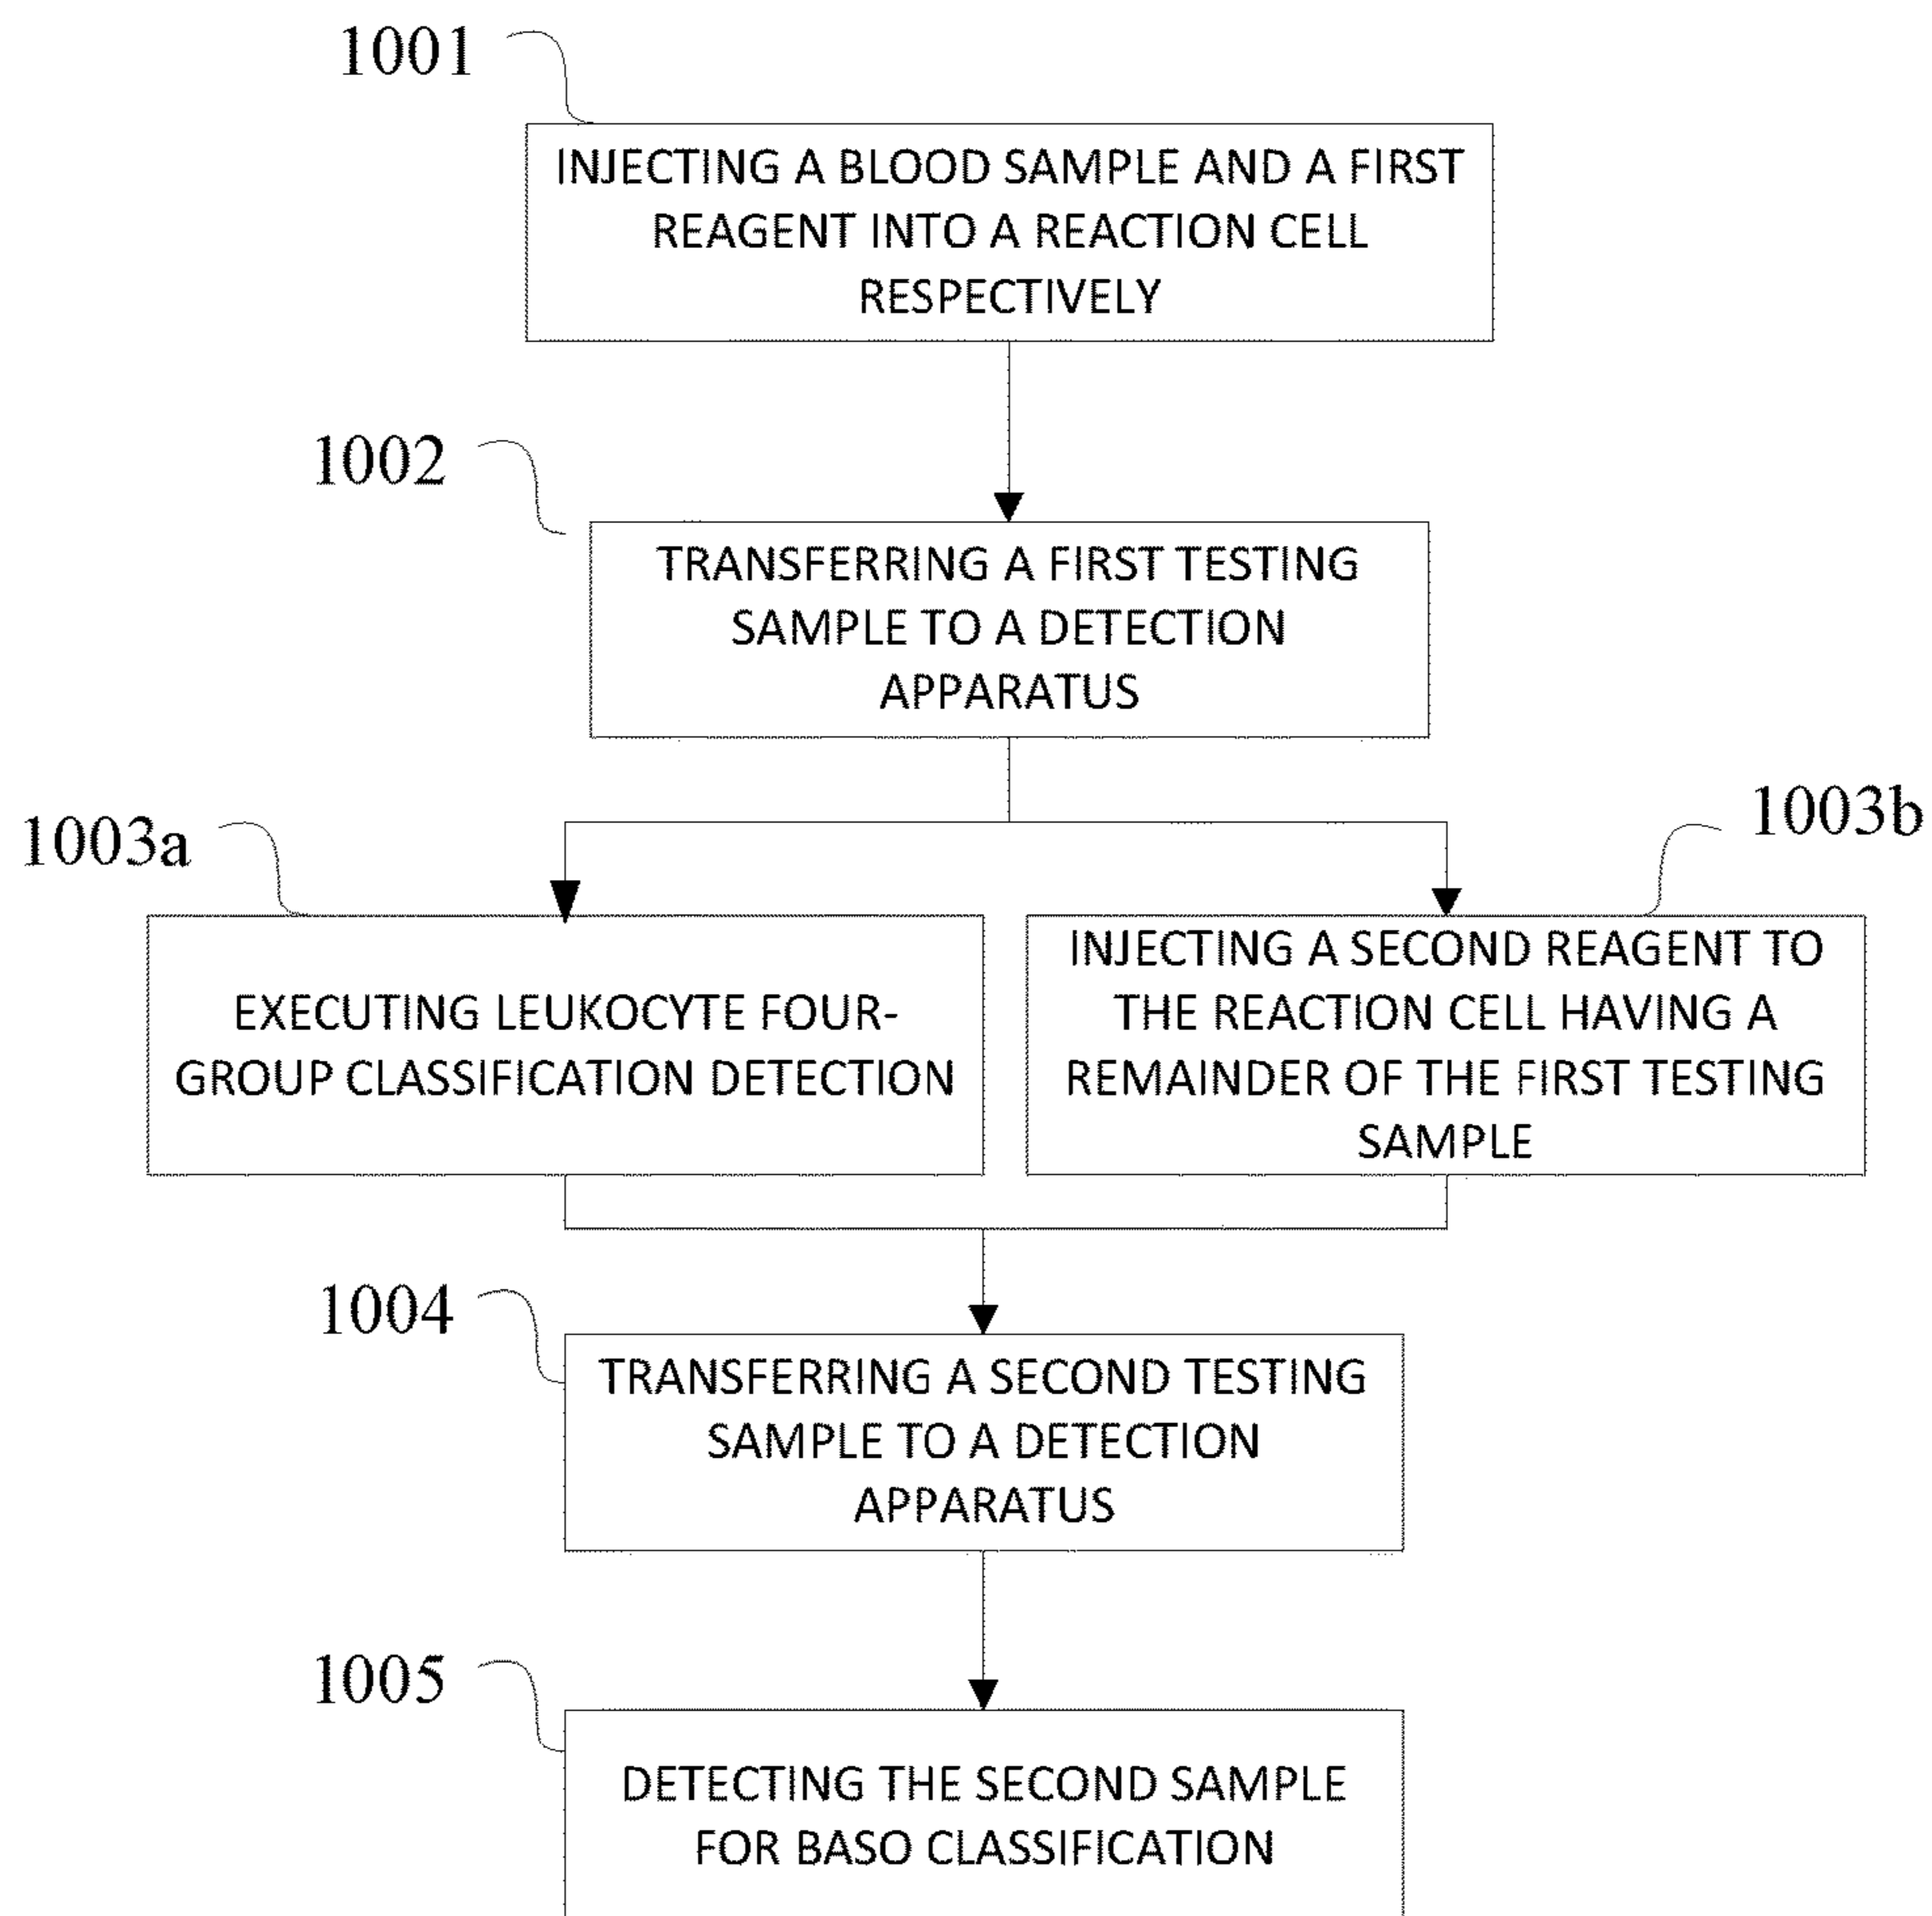 1001
INJECTING A BLOOD SAMPLE AND A FIRST
REAGENT INTO A REACTION CELL
RESPECTIVELY
1002
TRANSFERRING A FIRST TESTING
SAMPLE TO A DETECTION
APPARATUS
1003a
EXECUTING LEUKOCYTE FOUR-
GROUP CLASSIFICATION DETECTION
1003b
INJECTING A SECOND REAGENT TO
THE REACTION CELL HAVING A
REMAINDER OF THE FIRST TESTING
SAMPLE
1004
TRANSFERRING A SECOND TESTING
SAMPLE TO A DETECTION
APPARATUS
1005
DETECTING THE SECOND SAMPLE
FOR BASO CLASSIFICATION